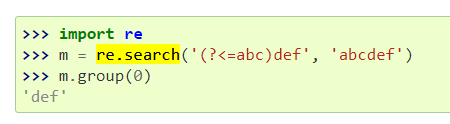 >>> import re
>>> m = re.search('(?<=abc)def', 'abcdef')
>>> m.group(0)
'def'